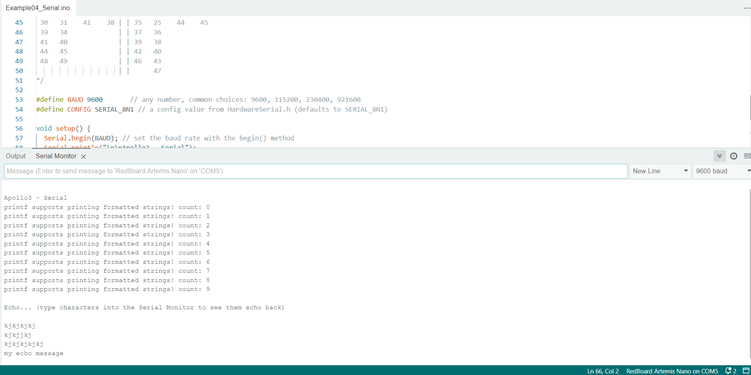 Example04_Serial.ino
45 30 31 41 38 | | 35 25 44 45
46 39 34 | | 37 36
47 41 40 | | 39 38
48 44 45 | | 42 40
49 48 49 | | 46 43
50 | | 47
51 */
52
53 #define BAUD 9600 // any number, common choices: 9600, 115200, 230400, 921600
54 #define CONFIG SERIAL_8N1 // a config value from HardwareSerial.h (defaults to SERIAL_8N1)
55
56 void setup() {
57 Serial.begin(BAUD); // set the baud rate with the begin() method
Output Serial Monitor
Message (Enter to send message to 'RedBoard Artemis Nano' on 'COM5')
New Line 9600 baud
Apollo3 - Serial
printf supports printing formatted strings! count: 0
printf supports printing formatted strings! count: 1
printf supports printing formatted strings! count: 2
printf supports printing formatted strings! count: 3
printf supports printing formatted strings! count: 4
printf supports printing formatted strings! count: 5
printf supports printing formatted strings! count: 6
printf supports printing formatted strings! count: 7
printf supports printing formatted strings! count: 8
printf supports printing formatted strings! count: 9
Echo... (type characters into the Serial Monitor to see them echo back)
kjkjkjkj
kjkjjkj
kjkjkjkjkj
my echo message
Ln 66, Col 2 RedBoard Artemis Nano on COM5 2